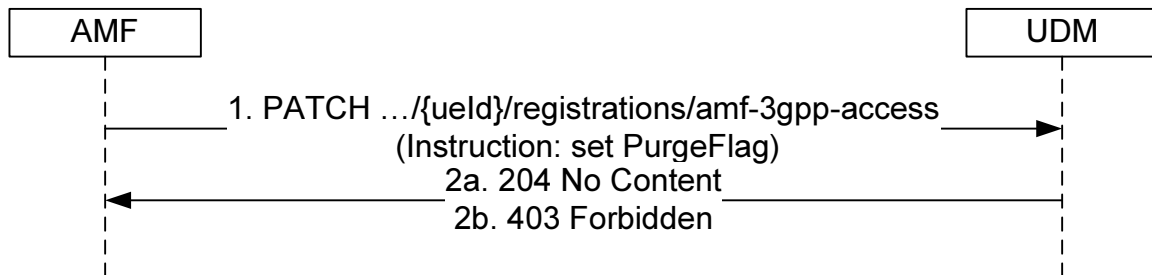 AMF
UDM
1. PATCH …/{ueId}/registrations/amf-3gpp-access
(Instruction: set PurgeFlag)
2a. 204 No Content
2b. 403 Forbidden